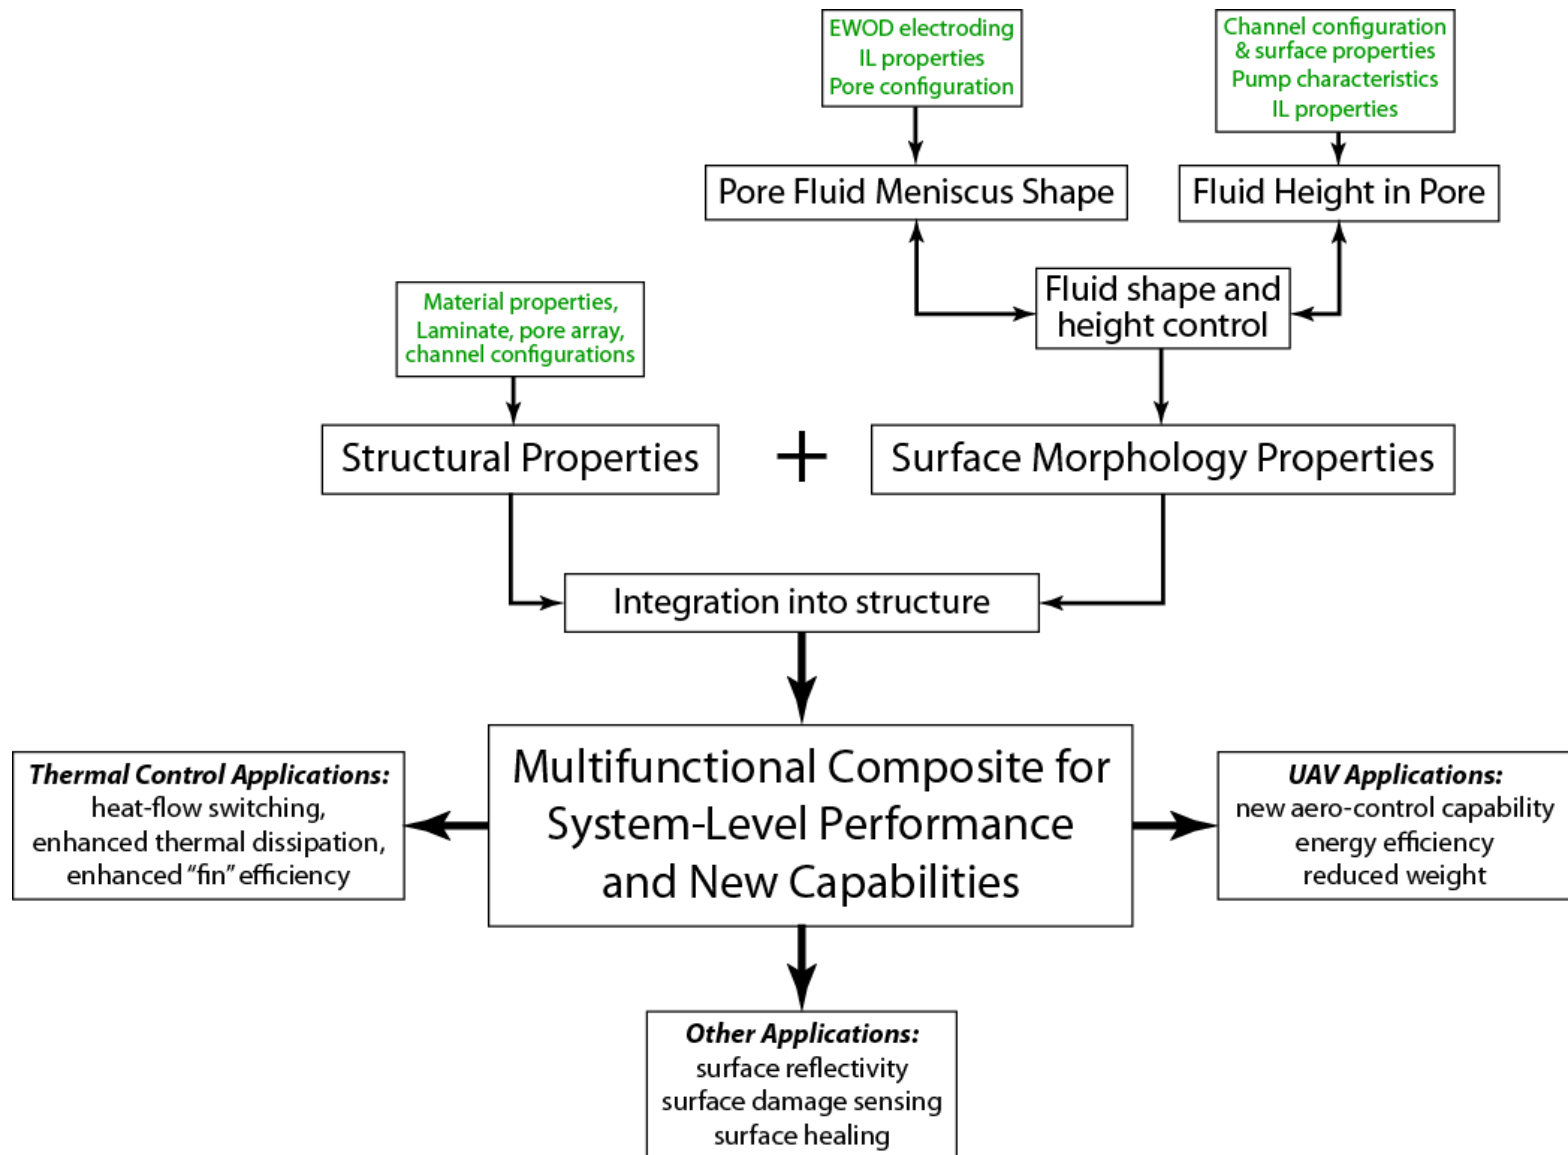 EWOD electroding
IL properties
Pore configuration
Channel configuration
& surface properties
Pump characteristics
IL properties
Pore Fluid Meniscus Shape
Fluid Height in Pore
Fluid shape and
height control
Material properties,
Laminate, pore array,
channel configurations
Structural Properties
+
Surface Morphology Properties
Integration into structure
Multifunctional Composite for
System-Level Performance
and New Capabilities
Thermal Control Applications:
heat-flow switching,
enhanced thermal dissipation,
enhanced “fin” efficiency
UAV Applications:
new aero-control capability
energy efficiency
reduced weight
Other Applications:
surface reflectivity
surface damage sensing
surface healing